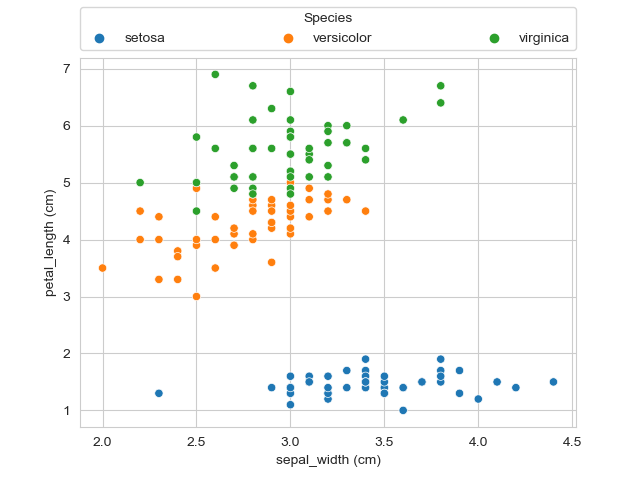 Species
setosa versicolor virginica
7
6
5
4
3
2
1
petal_length (cm)
2.0 2.5 3.0 3.5 4.0 4.5
sepal_width (cm)